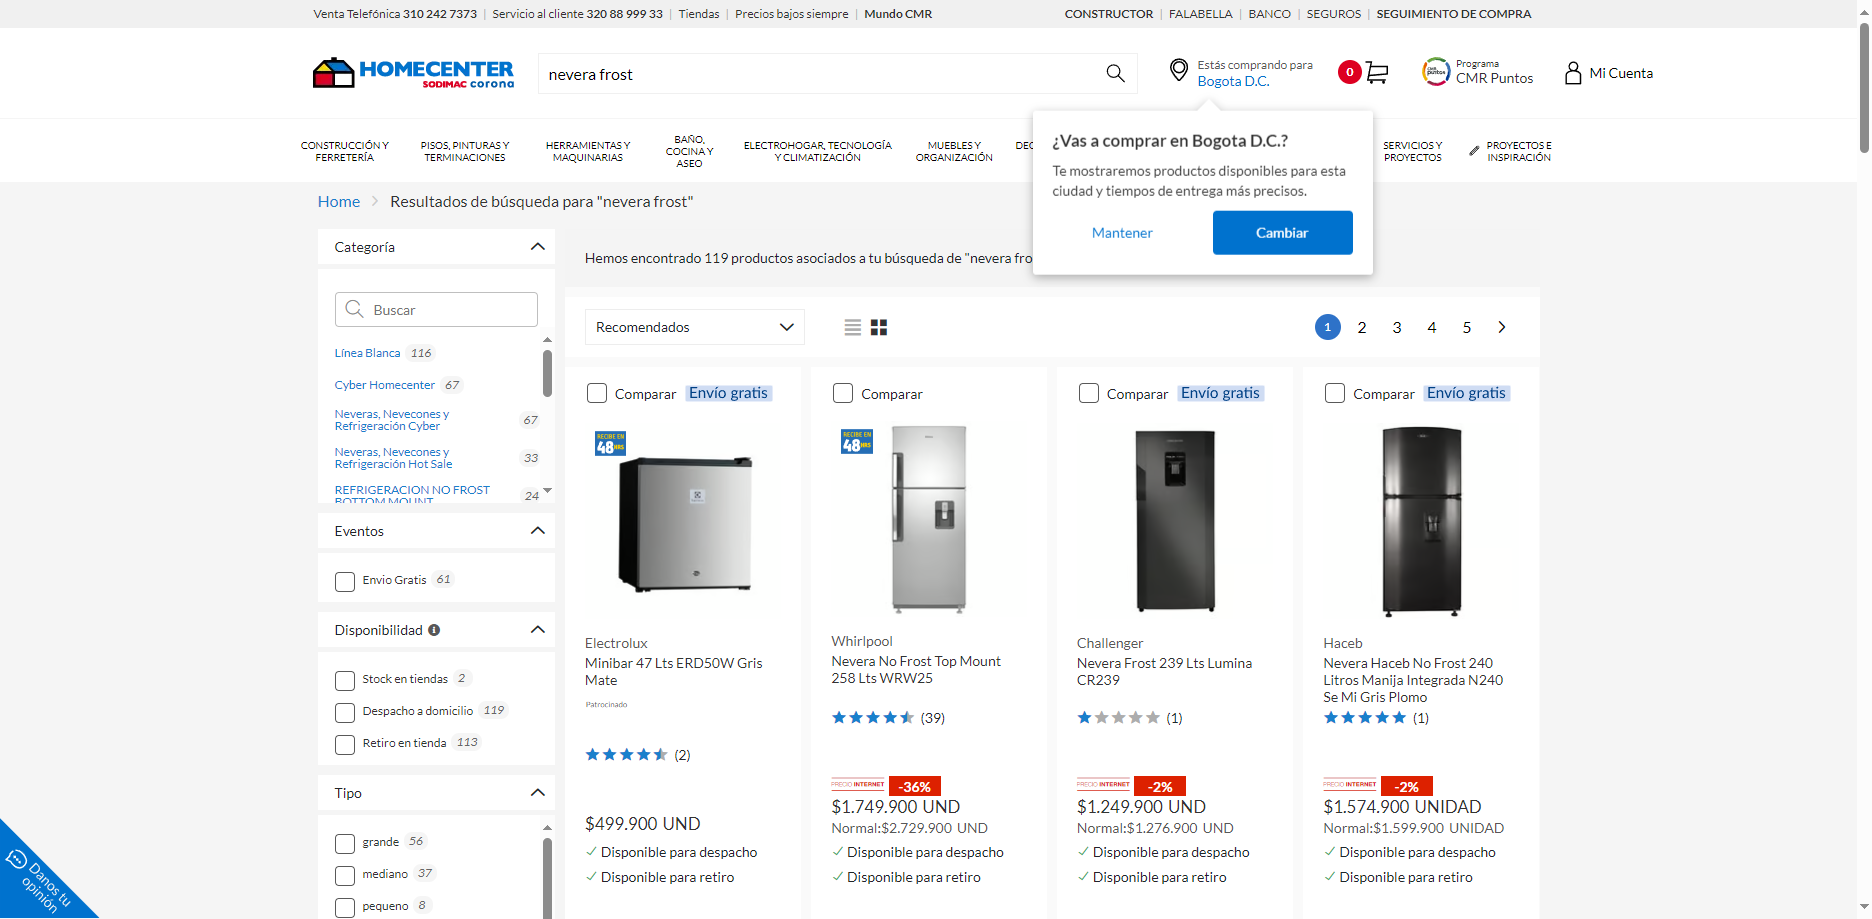 Venta Telefónica 310 242 7373 | Servicio al cliente 320 88 999 33 | Tiendas | Precios bajos siempre | Mundo CMR
CONSTRUCTOR | FALABELLA | BANCO | SEGUROS | SEGUIMIENTO DE COMPRA
HOMECENTER
SODIMAC corona
nevera frost
Estás comprando para
Bogota D.C.
0
CMR puntos
Programa
CMR Puntos
Mi Cuenta
CONSTRUCCIÓN Y
FERRETERÍA
PISOS, PINTURAS Y
TERMINACIONES
HERRAMIENTAS Y
MAQUINARIAS
BAÑO,
COCINA Y
ASEO
ELECTROHOGAR, TECNOLOGÍA
Y CLIMATIZACIÓN
MUEBLES Y
ORGANIZACIÓN
DEC
SERVICIOS Y
PROYECTOS
PROYECTOS E
INSPIRACIÓN
¿Vas a comprar en Bogota D.C.?
Te mostraremos productos disponibles para esta
ciudad y tiempos de entrega más precisos.
Mantener
Cambiar
Home > Resultados de búsqueda para "nevera frost"
Categoría
Buscar
Línea Blanca 116
Cyber Homecenter 67
Neveras, Nevecones y
Refrigeración Cyber 67
Neveras, Nevecones y
Refrigeración Hot Sale 33
REFRIGERACION NO FROST
BOTTOM MOUNT 24
Eventos
Envio Gratis 61
Disponibilidad
Stock en tiendas 2
Despacho a domicilio 119
Retiro en tienda 113
Tipo
grande 56
mediano 37
pequeno 8
Danos tu
opinión
Hemos encontrado 119 productos asociados a tu búsqueda de "nevera fro
Recomendados
1 2 3 4 5
Comparar Envío gratis
RECIBE EN
48 HRS
Electrolux
Minibar 47 Lts ERD50W Gris
Mate
Patrocinado
(2)
$499.900 UND
Disponible para despacho
Disponible para retiro
Comparar
RECIBE EN
48 HRS
Whirlpool
Nevera No Frost Top Mount
258 Lts WRW25
(39)
PRECIO INTERNET -36%
$1.749.900 UND
Normal:$2.729.900 UND
Disponible para despacho
Disponible para retiro
Comparar Envío gratis
Challenger
Nevera Frost 239 Lts Lumina
CR239
(1)
PRECIO INTERNET -2%
$1.249.900 UND
Normal:$1.276.900 UND
Disponible para despacho
Disponible para retiro
Comparar Envío gratis
Haceb
Nevera Haceb No Frost 240
Litros Manija Integrada N240
Se Mi Gris Plomo
(1)
PRECIO INTERNET -2%
$1.574.900 UNIDAD
Normal:$1.599.900 UNIDAD
Disponible para despacho
Disponible para retiro